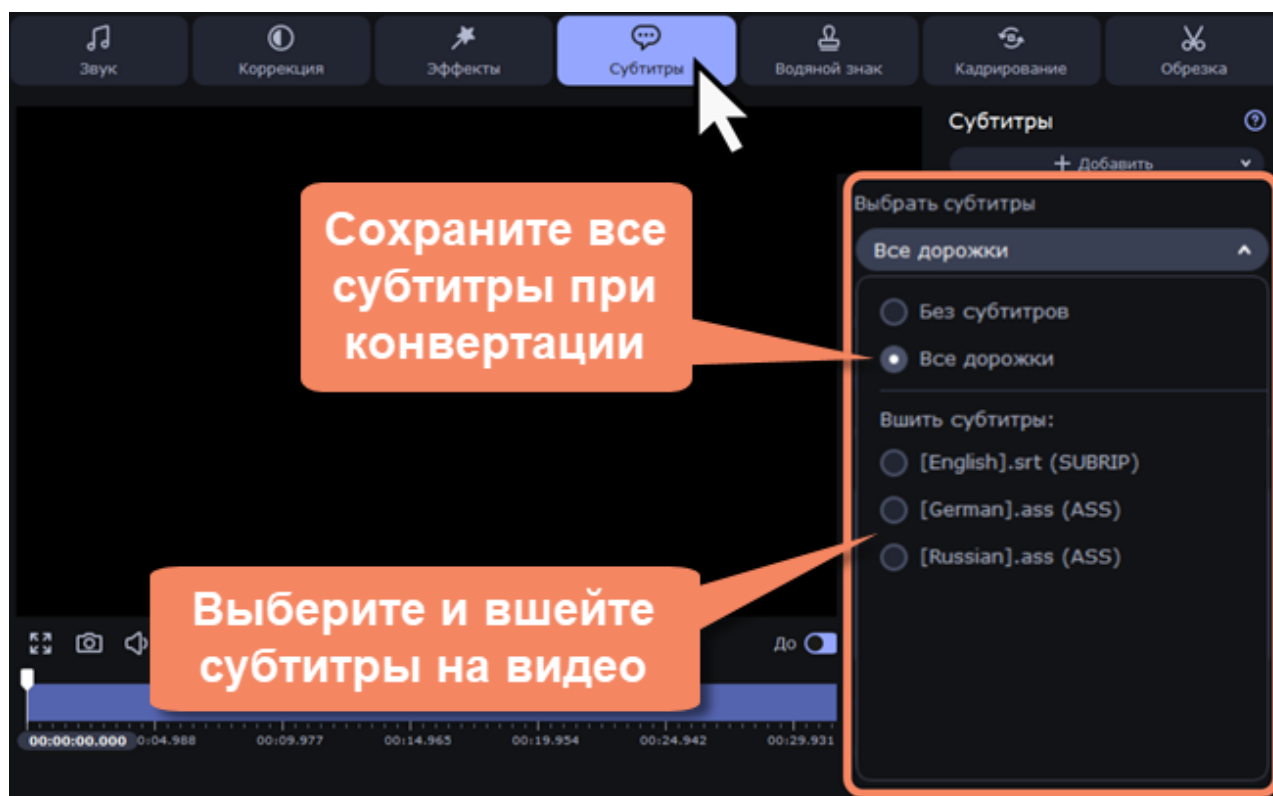 Звук
Коррекция
Эффекты
Субтитры
Водяной знак
Кадрирование
Обрезка
Субтитры
?
+ Добавить
Выбрать субтитры
Все дорожки
Без субтитров
Все дорожки
Вшить субтитры:
[English].srt (SUBRIP)
[German].ass (ASS)
[Russian].ass (ASS)
Сохраните все
субтитры при
конвертации
Выберите и вшейте
субтитры на видео
До
00:00:00.000
0:04.988
00:09.977
00:14.965
00:19.954
00:24.942
00:29.931